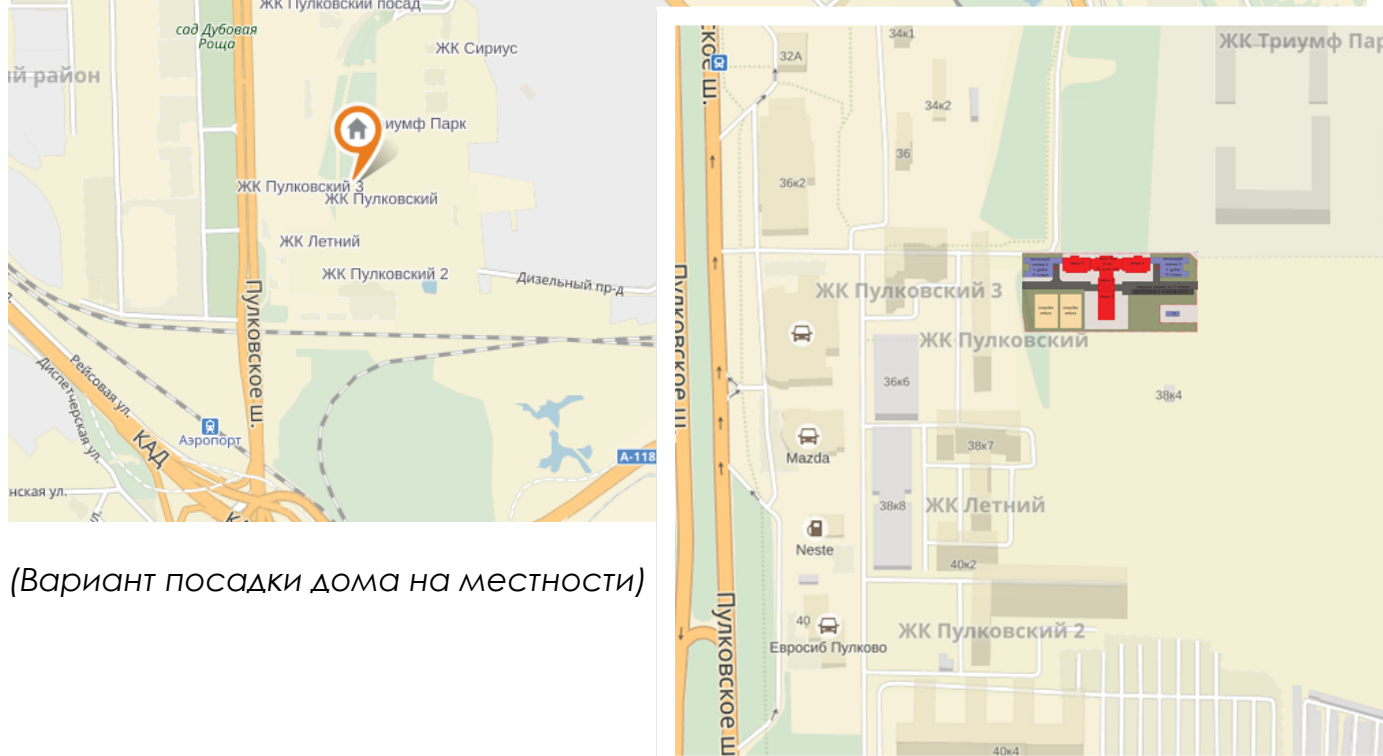 ЖК Пулковский посад
сад Дубовая
Роща
ЖК Сириус
й район
иумф Парк
ЖК Пулковский 3
ЖК Пулковский
ЖК Летний
ЖК Пулковский 2
Дизельный пр-д
Пулковское ш.
Рейсовая ул.
Диспетчерская ул.
Аэропорт
КАД
А-118
нская ул.
(Вариант посадки дома на местности)
ское ш.
32А
34к1
ЖК Триумф Пар
34к2
36
36к2
Пулковское ш.
ЖК Пулковский 3
ЖК Пулковский
36к6
38к4
Mazda
38к7
38к8
ЖК Летний
Neste
40к2
40
ЖК Пулковский 2
Евросиб Пулково
Пулковское ш
40к4